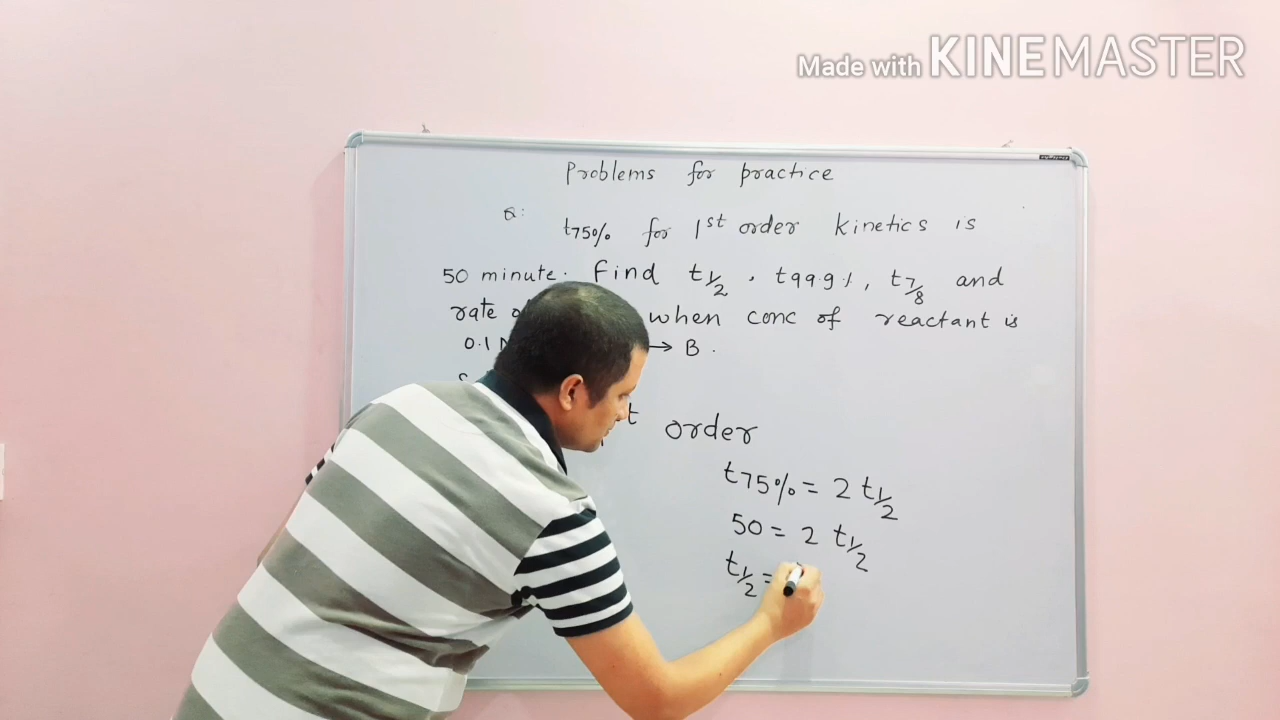 Made with KINEMASTER
Problems for practice
Q:
t75% for 1st order kinetics is
50 minute. Find t1/2, t99.9%, t7/8 and
rate when conc of reactant is
0.1 → B.
order
t75% = 2 t1/2
50 = 2 t1/2
t1/2 =